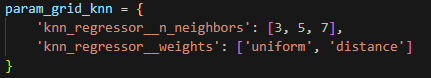 param_grid_knn = {
    'knn_regressor__n_neighbors': [3, 5, 7],
    'knn_regressor__weights': ['uniform', 'distance']
}